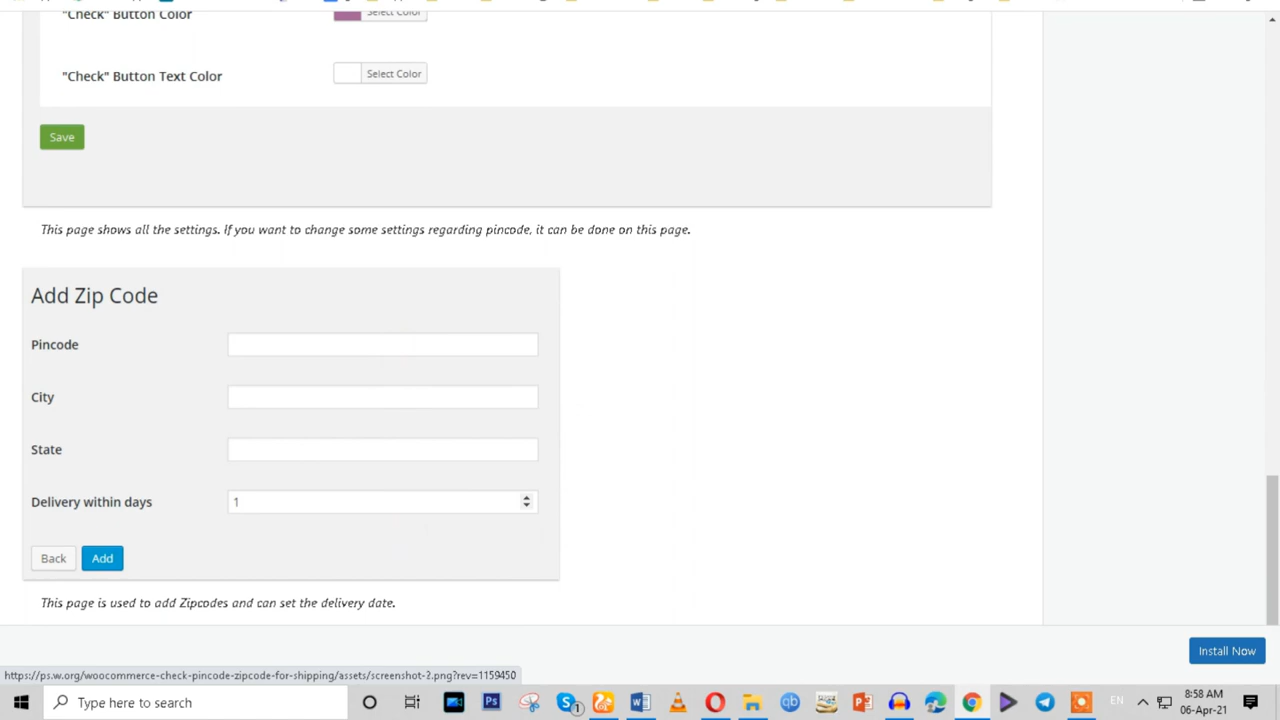 "Check" Button Color
Select Color
"Check" Button Text Color
Select Color
Save
This page shows all the settings. If you want to change some settings regarding pincode, it can be done on this page.
Add Zip Code
Pincode
City
State
Delivery within days
1
Back
Add
This page is used to add Zipcodes and can set the delivery date.
Install Now
https://ps.w.org/woocommerce-check-pincode-zipcode-for-shipping/assets/screenshot-2.png?rev=1159450
Type here to search
Ps
S
1
W
qb
P
EN
8:58 AM
06-Apr-21